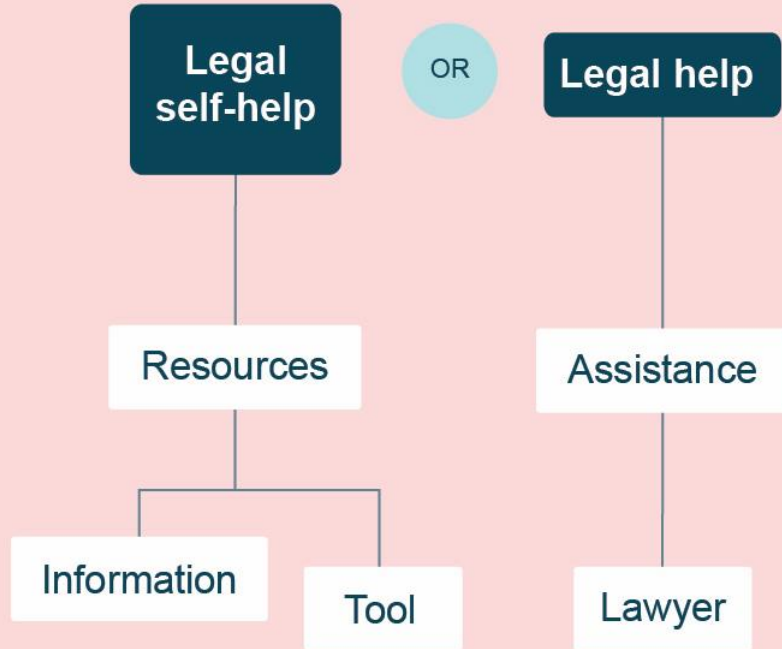 Legal
self-help
OR
Legal help
Resources
Assistance
Information
Tool
Lawyer